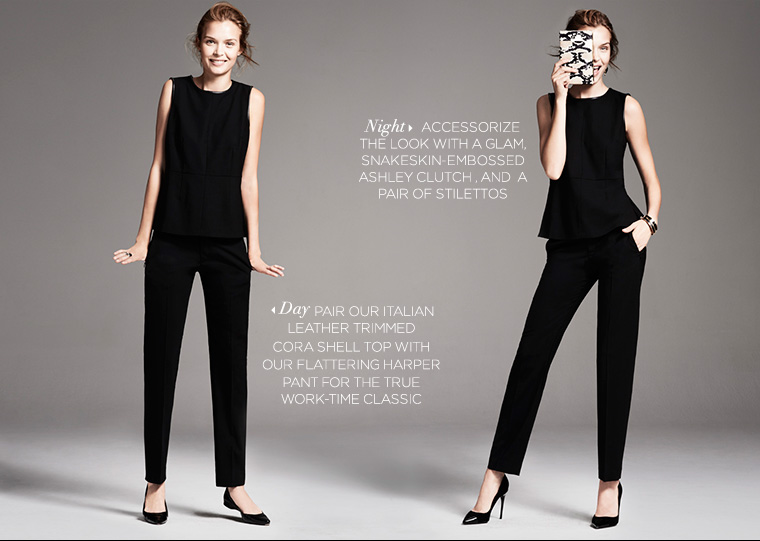 Night ACCESSORIZE
THE LOOK WITH A GLAM,
SNAKESKIN-EMBOSSED
ASHLEY CLUTCH , AND A
PAIR OF STILETTOS
Day PAIR OUR ITALIAN
LEATHER TRIMMED
CORA SHELL TOP WITH
OUR FLATTERING HARPER
PANT FOR THE TRUE
WORK-TIME CLASSIC